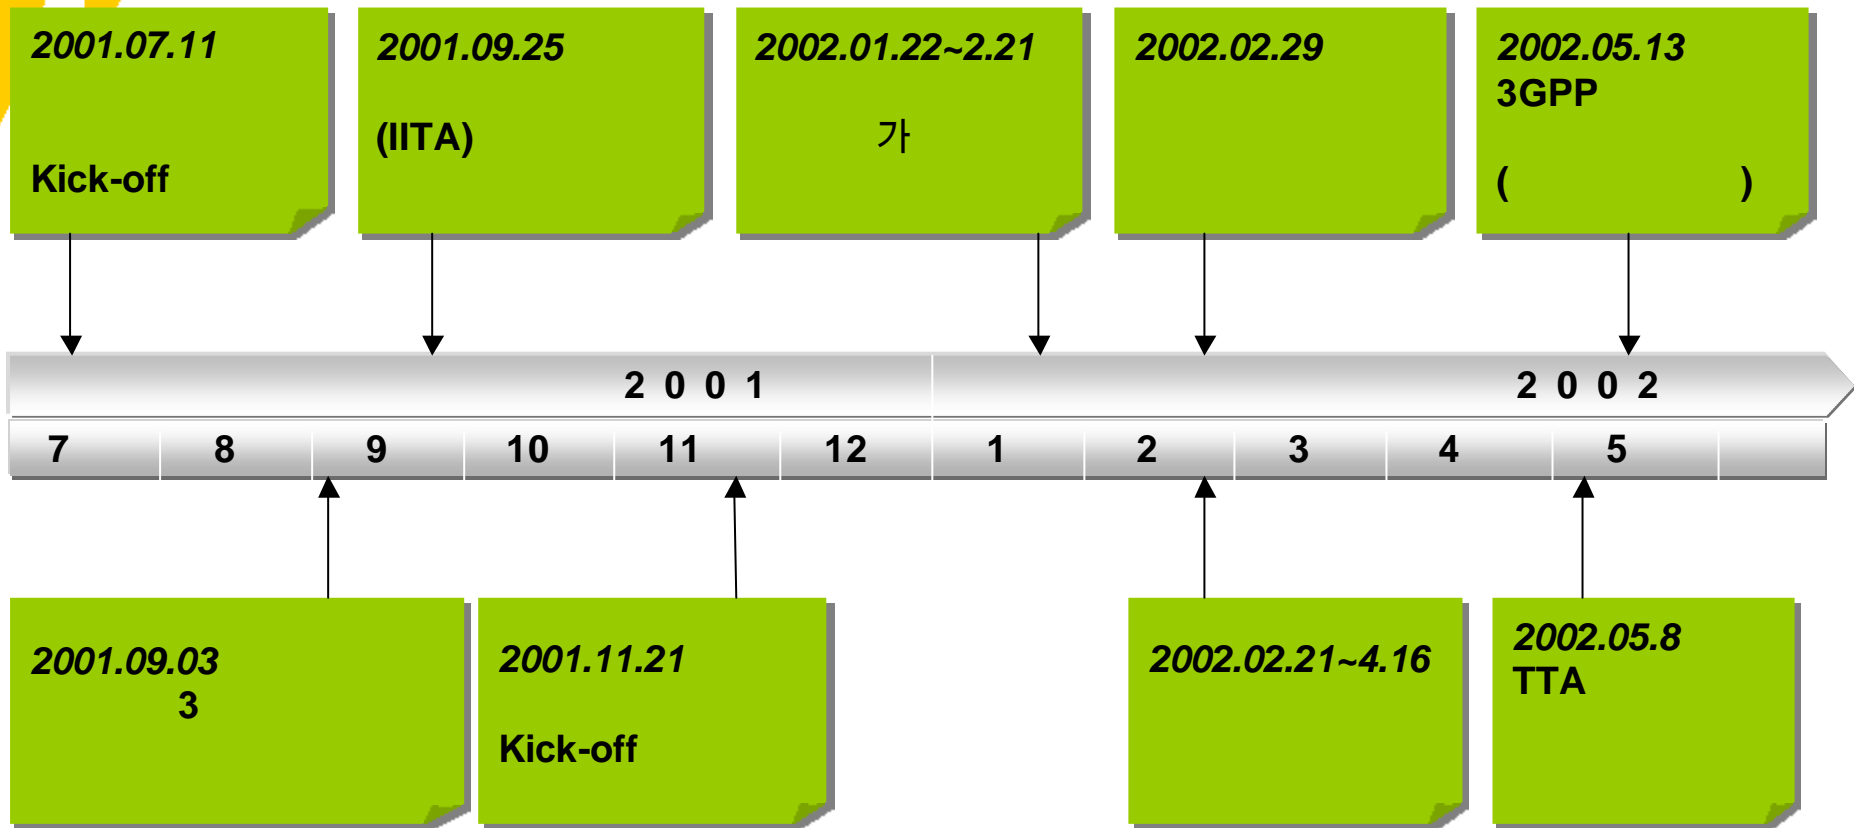 2001.07.11
Kick-off
2001.09.25
(IITA)
2002.01.22~2.21
가
2002.02.29
2002.05.13
3GPP
( )
2 0 0 1
2 0 0 2
7 8 9 10 11 12 1 2 3 4 5
2001.09.03
3
2001.11.21
Kick-off
2002.02.21~4.16
2002.05.8
TTA